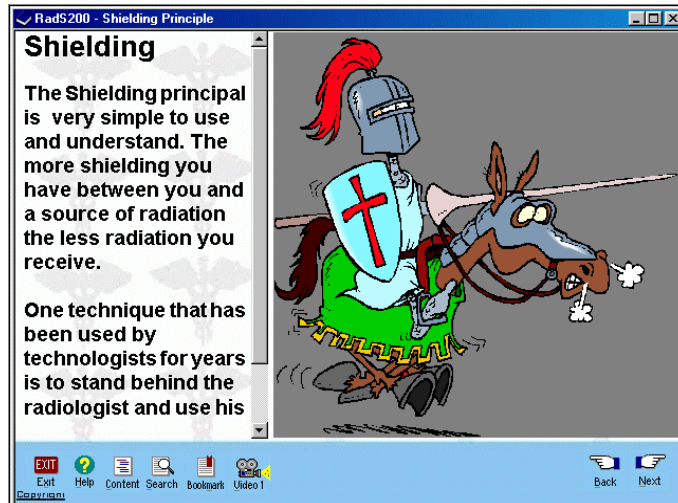 RadS200 - Shielding Principle
Shielding
The Shielding principal
is very simple to use
and understand. The
more shielding you
have between you and
a source of radiation
the less radiation you
receive.
One technique that has
been used by
technologists for years
is to stand behind the
radiologist and use his
EXIT
Exit Help Content Search Bookmark Video 1 Back Next
Copyright